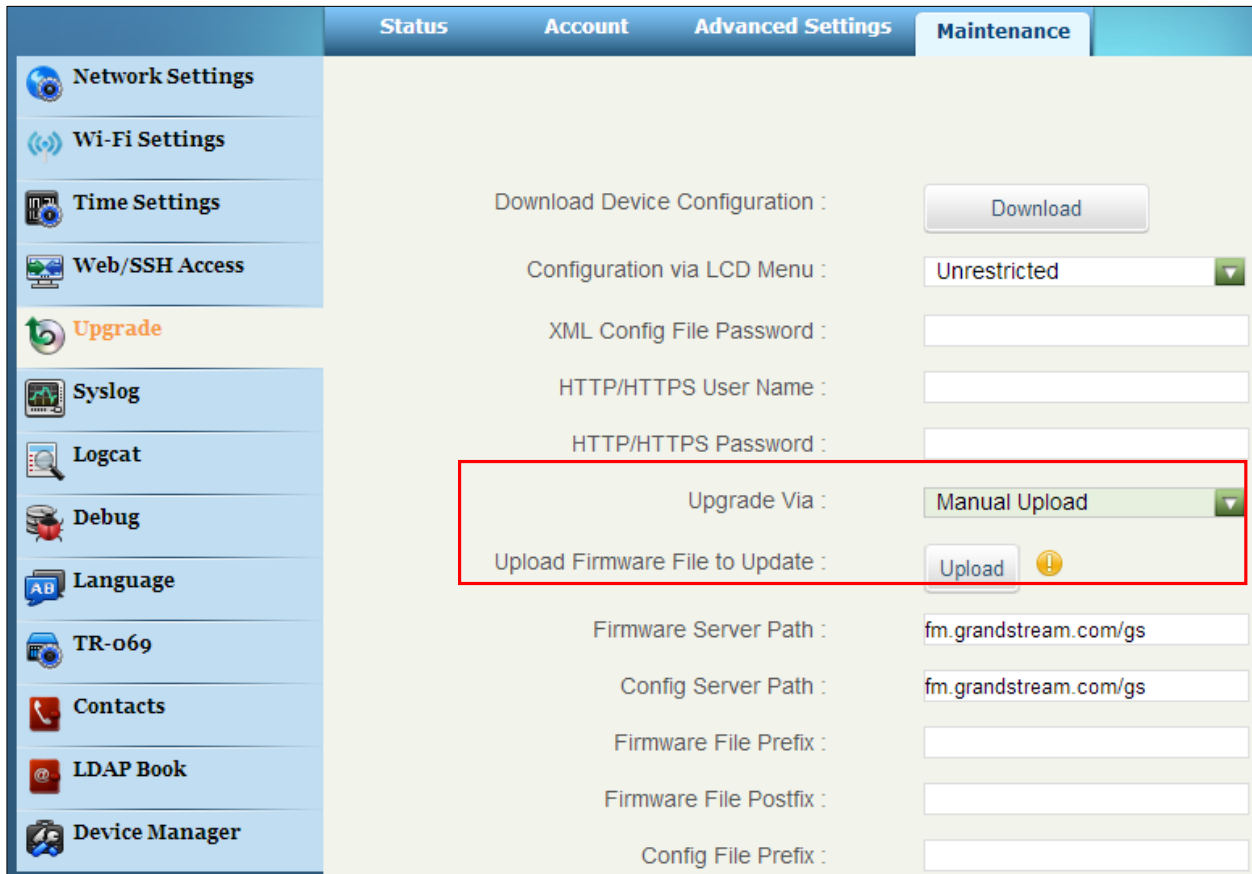 Status Account Advanced Settings Maintenance
Network Settings
Wi-Fi Settings
Time Settings
Web/SSH Access
Upgrade
Syslog
Logcat
Debug
Language
TR-069
Contacts
LDAP Book
Device Manager
Download Device Configuration : Download
Configuration via LCD Menu : Unrestricted
XML Config File Password :
HTTP/HTTPS User Name :
HTTP/HTTPS Password :
Upgrade Via : Manual Upload
Upload Firmware File to Update : Upload
Firmware Server Path : fm.grandstream.com/gs
Config Server Path : fm.grandstream.com/gs
Firmware File Prefix :
Firmware File Postfix :
Config File Prefix :